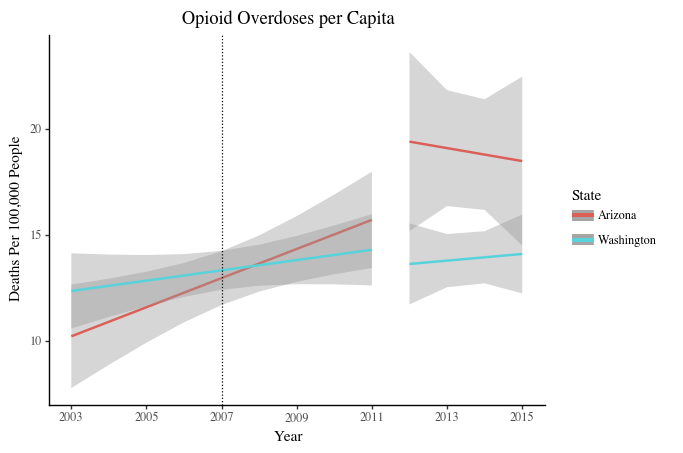 Opioid Overdoses per Capita
Deaths Per 100,000 People
20
15
10
2003 2005 2007 2009 2011 2013 2015
Year
State
Arizona
Washington